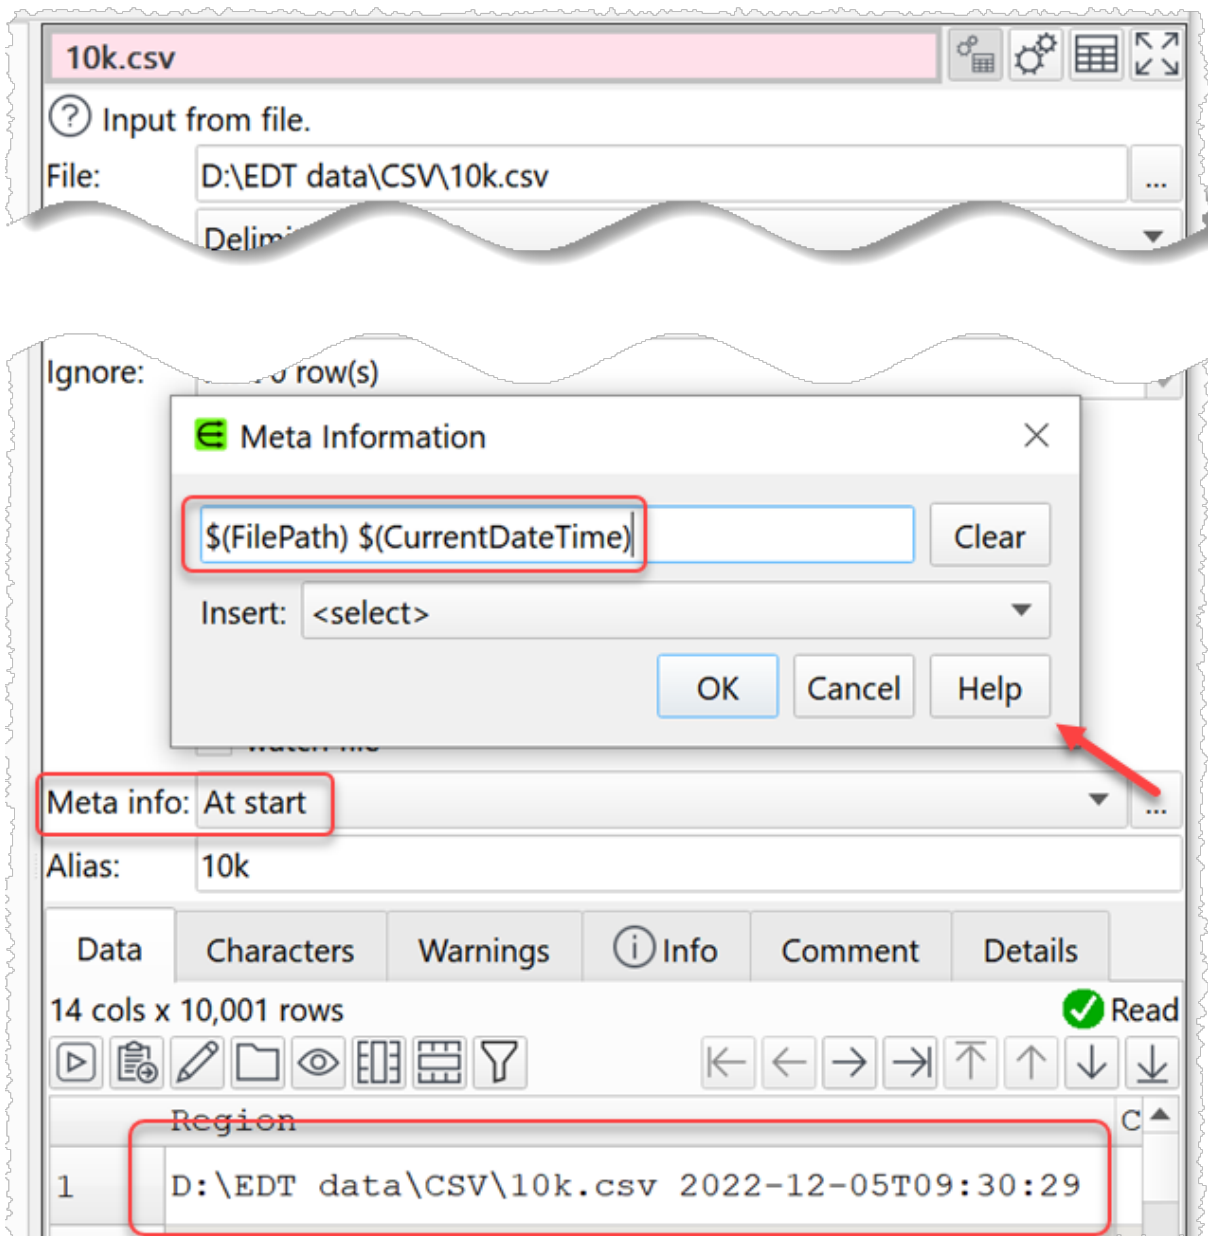 10k.csv
Input from file.
File: D:\EDT data\CSV\10k.csv ...
Ignore: row(s)
Meta Information
$(FilePath) $(CurrentDateTime) Clear
Insert: <select>
OK Cancel Help
Meta info: At start ...
Alias: 10k
Data Characters Warnings Info Comment Details
14 cols x 10,001 rows Read
Region C
1 D:\EDT data\CSV\10k.csv 2022-12-05T09:30:29